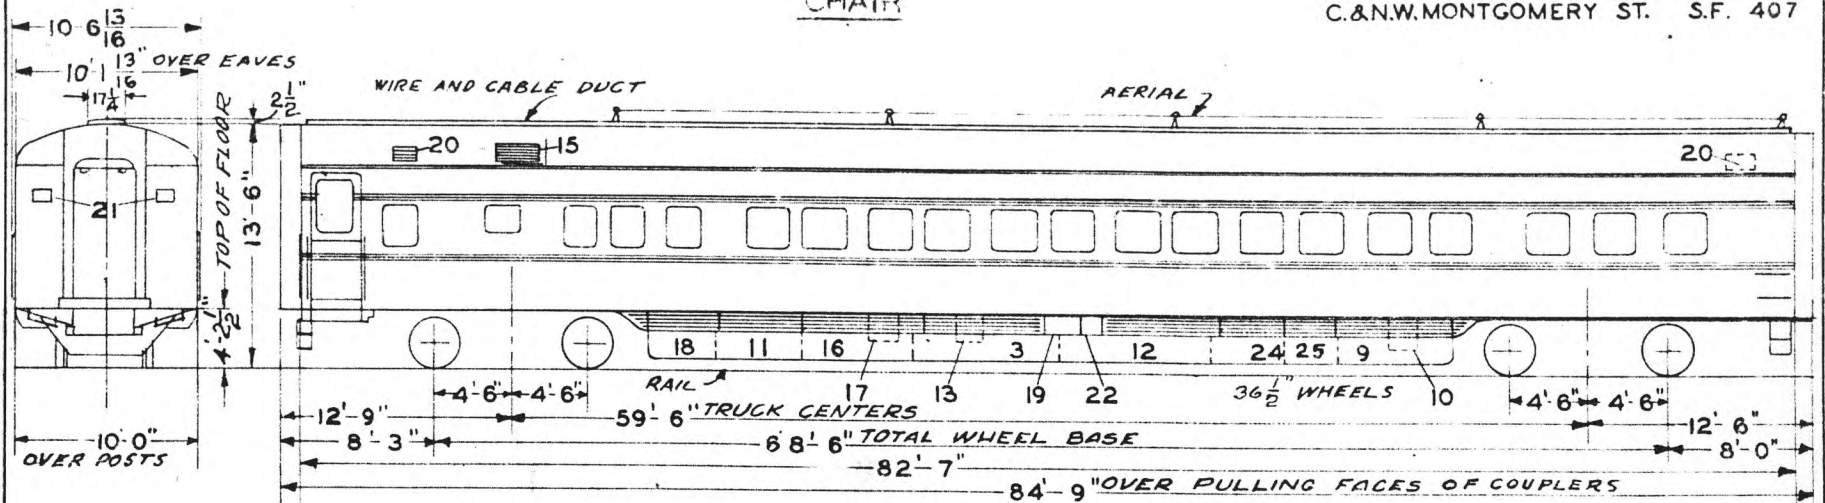 CHAIR
C.&N.W. MONTGOMERY ST. S.F. 407
10 6 13/16
10' 1 13/16" OVER EAVES
17 1/4
2 1/2"
WIRE AND CABLE DUCT
AERIAL
20
15
20
21
TOP OF FLOOR
4'-2 1/2"
13'-6"
18
11
16
3
12
24
25
9
17
13
19
22
10
RAIL
36 1/2" WHEELS
4'-6"
4'-6"
4'-6"
4'-6"
12'-9"
59'-6" TRUCK CENTERS
12'-6"
8'-3"
68'-6" TOTAL WHEEL BASE
8'-0"
10'0"
OVER POSTS
82'-7"
84'-9" OVER PULLING FACES OF COUPLERS